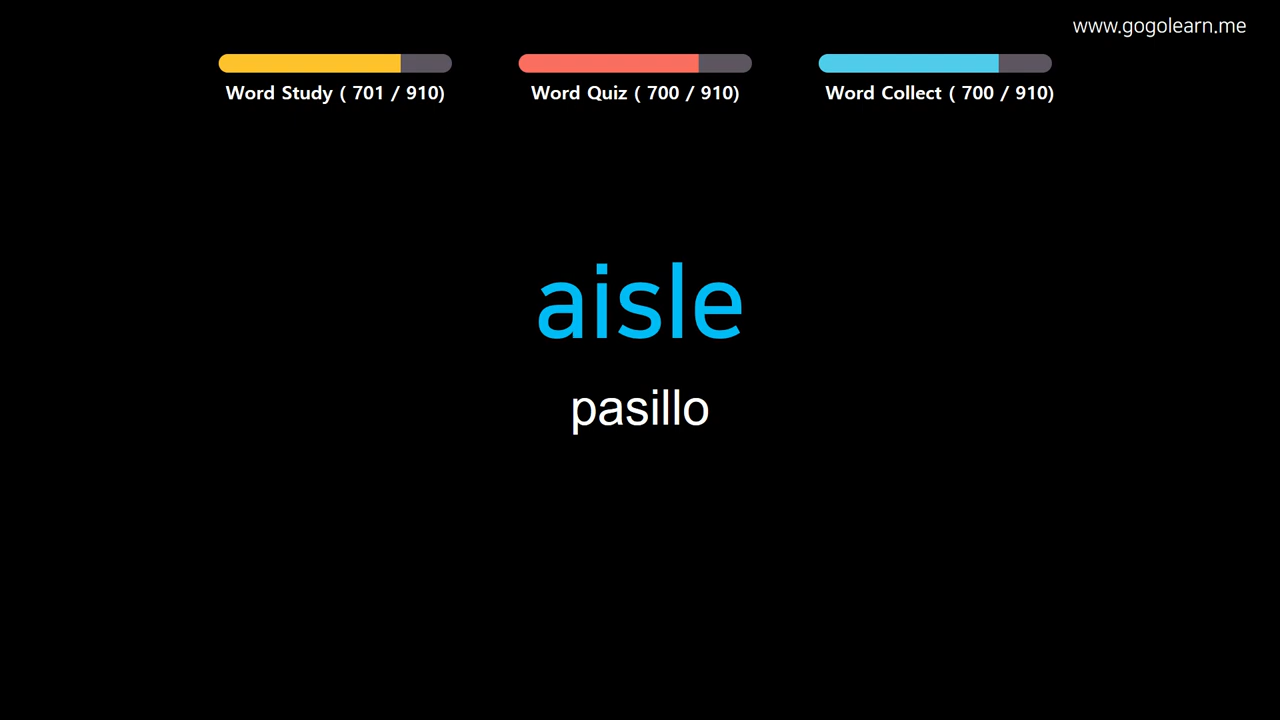 www.gogolearn.me
Word Study ( 701 / 910)
Word Quiz ( 700 / 910)
Word Collect ( 700 / 910)
aisle
pasillo